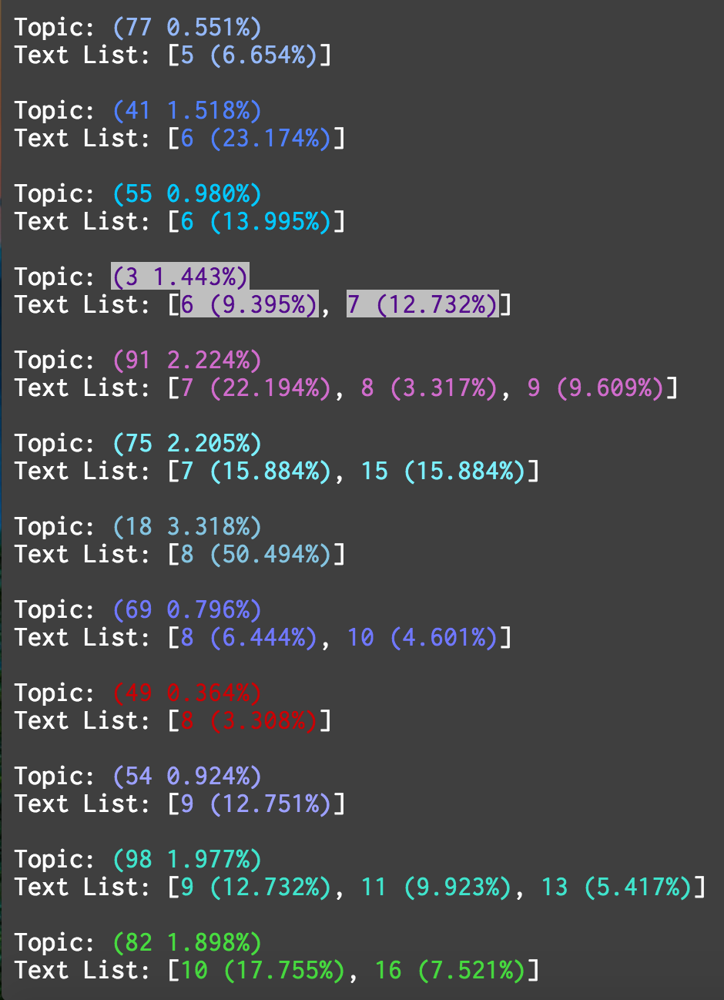 Topic: (77 0.551%)
Text List: [5 (6.654%)]
Topic: (41 1.518%)
Text List: [6 (23.174%)]
Topic: (55 0.980%)
Text List: [6 (13.995%)]
Topic: (3 1.443%)
Text List: [6 (9.395%), 7 (12.732%)]
Topic: (91 2.224%)
Text List: [7 (22.194%), 8 (3.317%), 9 (9.609%)]
Topic: (75 2.205%)
Text List: [7 (15.884%), 15 (15.884%)]
Topic: (18 3.318%)
Text List: [8 (50.494%)]
Topic: (69 0.796%)
Text List: [8 (6.444%), 10 (4.601%)]
Topic: (49 0.364%)
Text List: [8 (3.308%)]
Topic: (54 0.924%)
Text List: [9 (12.751%)]
Topic: (98 1.977%)
Text List: [9 (12.732%), 11 (9.923%), 13 (5.417%)]
Topic: (82 1.898%)
Text List: [10 (17.755%), 16 (7.521%)]